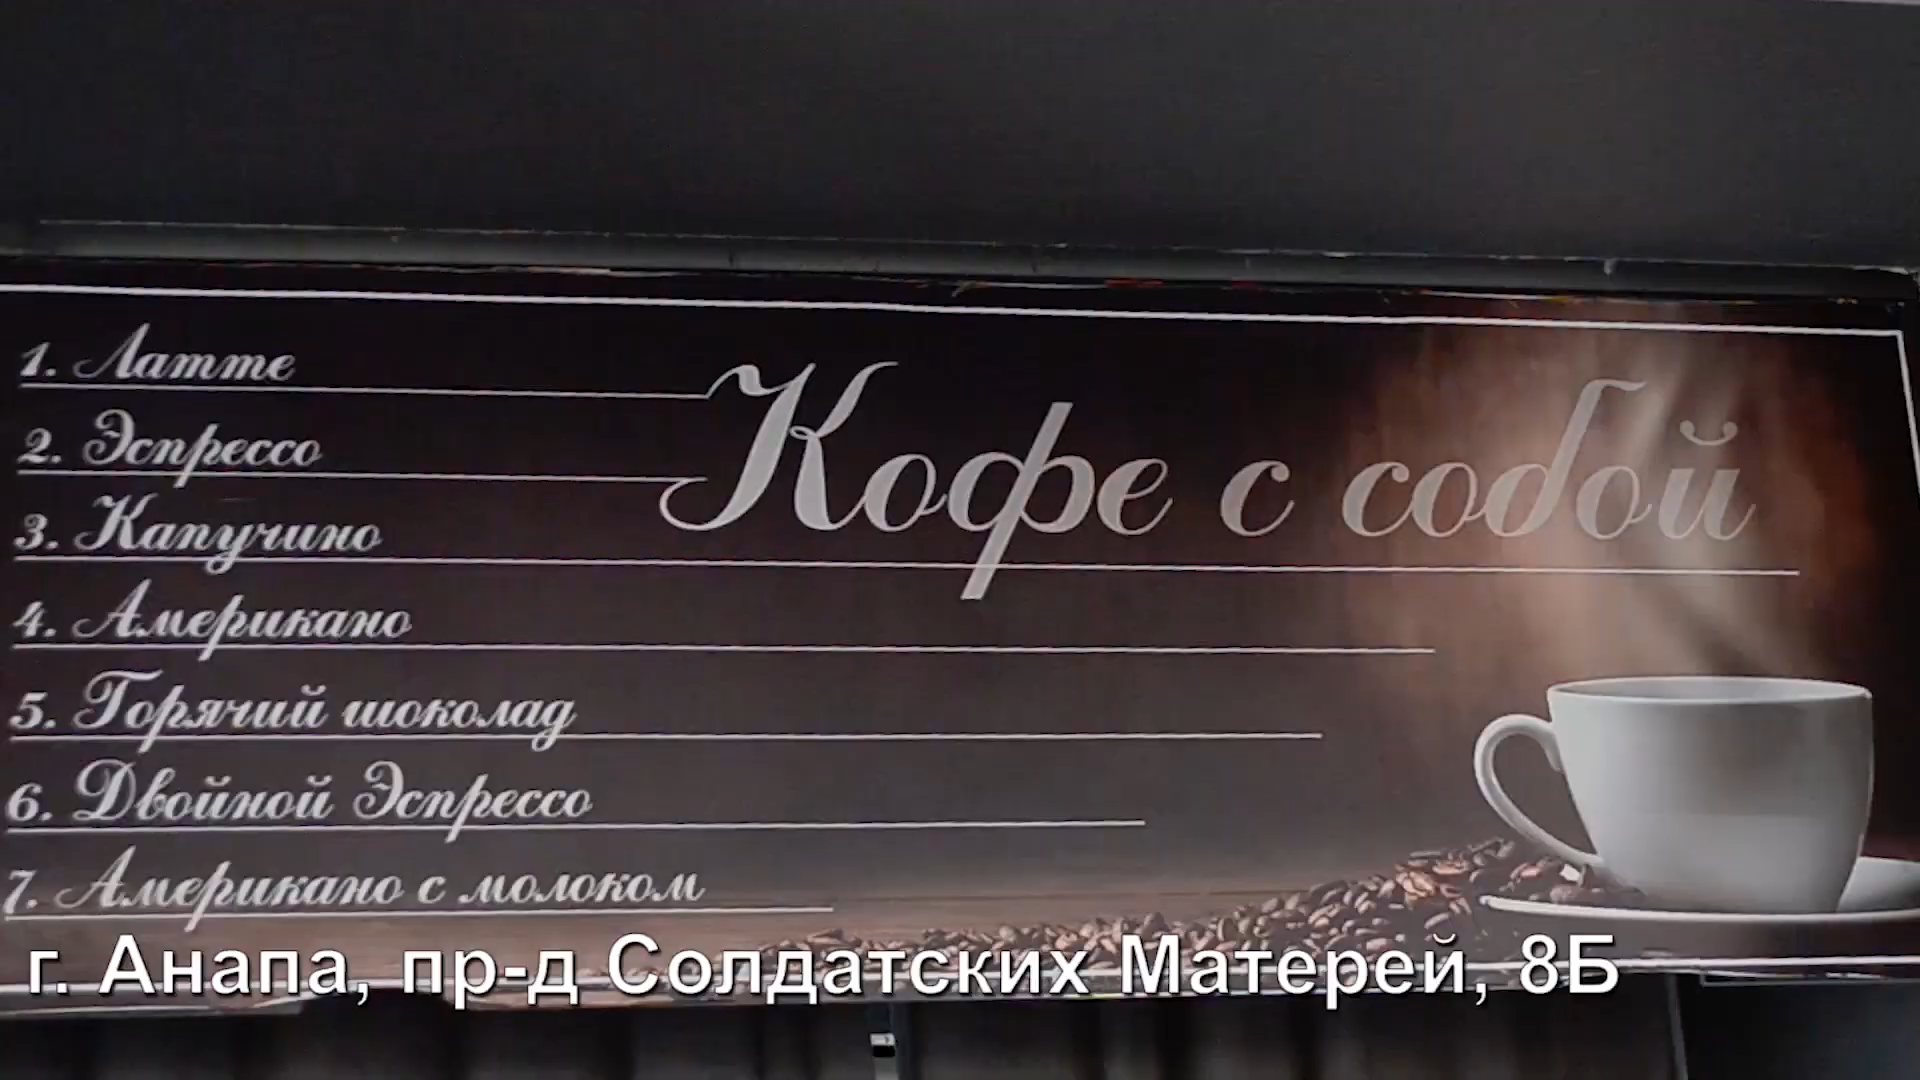 1. Латте
2. Эспрессо
3. Капучино
4. Американо
5. Горячий шоколад
6. Двойной Эспрессо
7. Американо с молоком
Кофе с собой
г. Анапа, пр-д Солдатских Матерей, 8Б